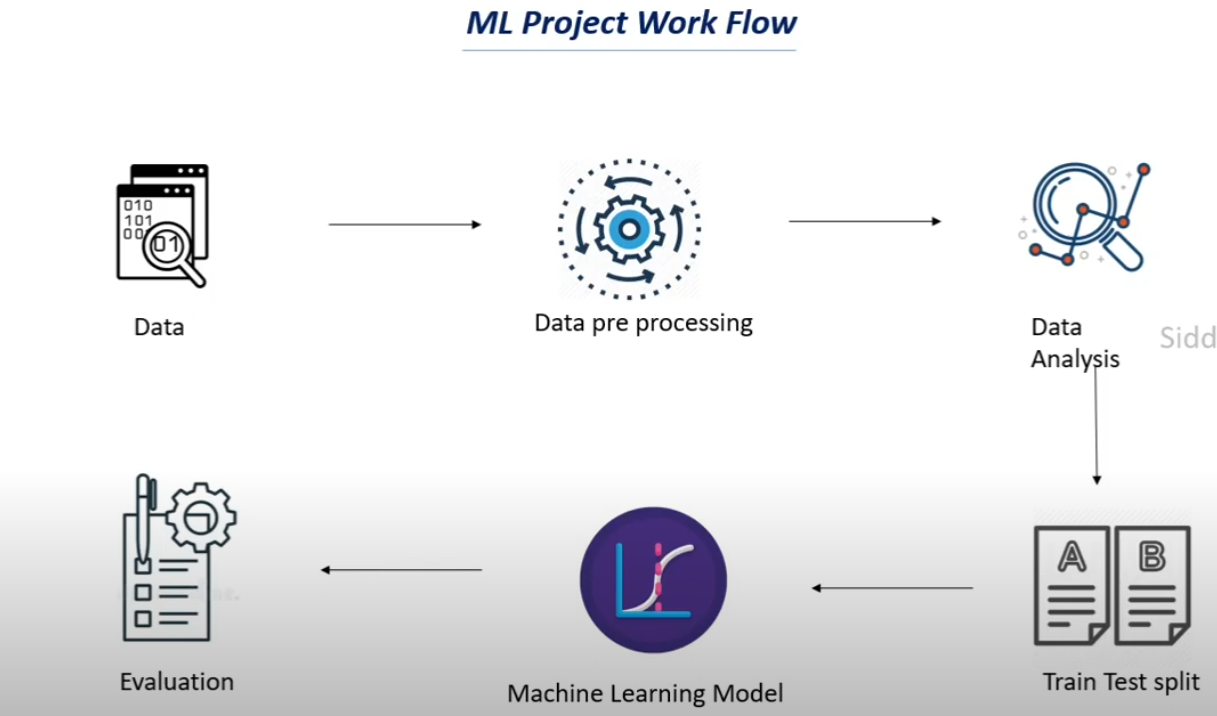 ML Project Work Flow
010
101
00
01
Data
Data pre processing
Data
Analysis
Sidd
A
B
Train Test split
Machine Learning Model
Evaluation